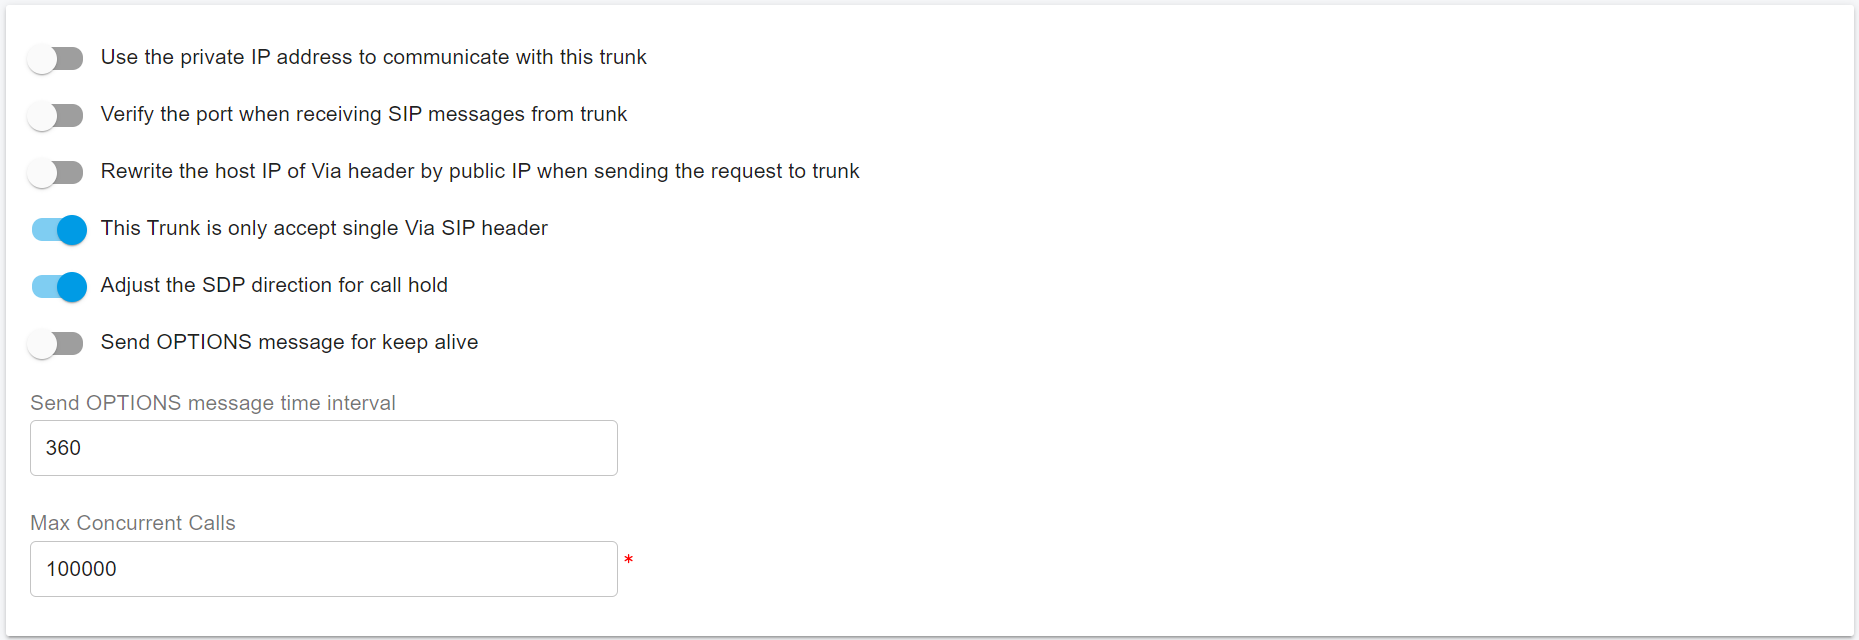 Use the private IP address to communicate with this trunk
Verify the port when receiving SIP messages from trunk
Rewrite the host IP of Via header by public IP when sending the request to trunk
This Trunk is only accept single Via SIP header
Adjust the SDP direction for call hold
Send OPTIONS message for keep alive
Send OPTIONS message time interval
360
Max Concurrent Calls
100000 *